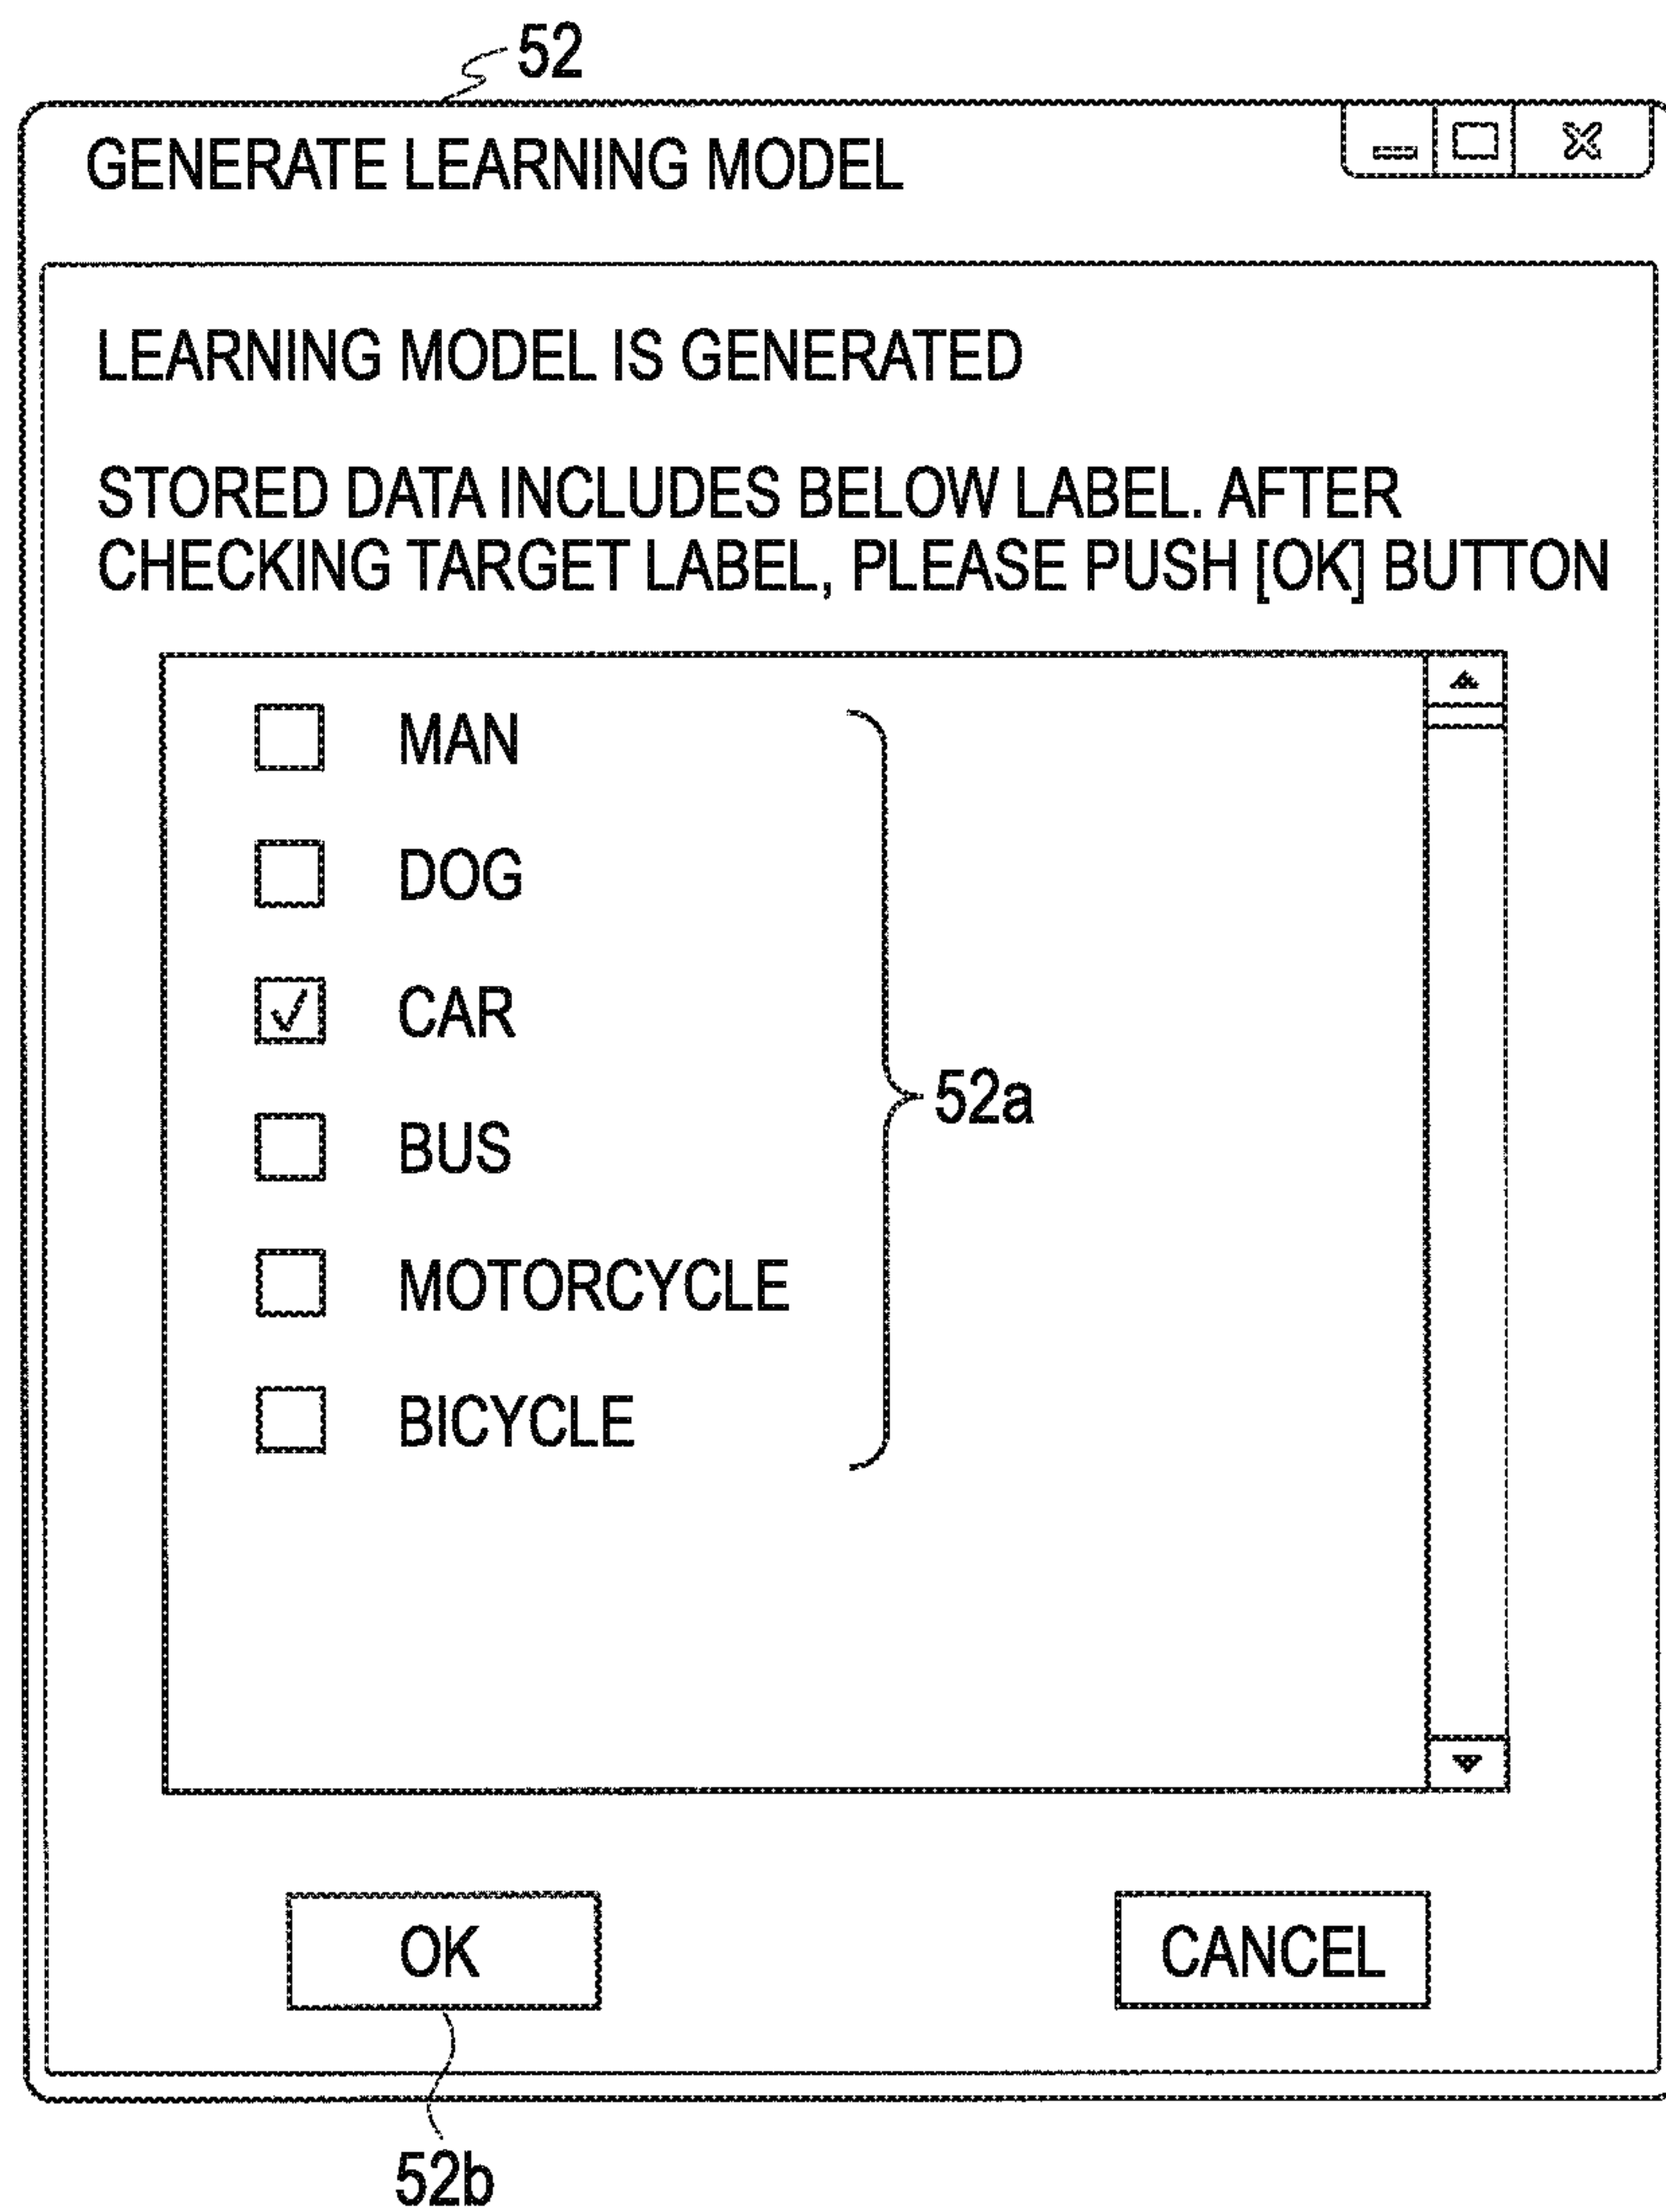 52
GENERATE LEARNING MODEL
LEARNING MODEL IS GENERATED
STORED DATA INCLUDES BELOW LABEL. AFTER
CHECKING TARGET LABEL, PLEASE PUSH [OK] BUTTON
MAN
DOG
CAR
52a
BUS
MOTORCYCLE
BICYCLE
OK
CANCEL
52b